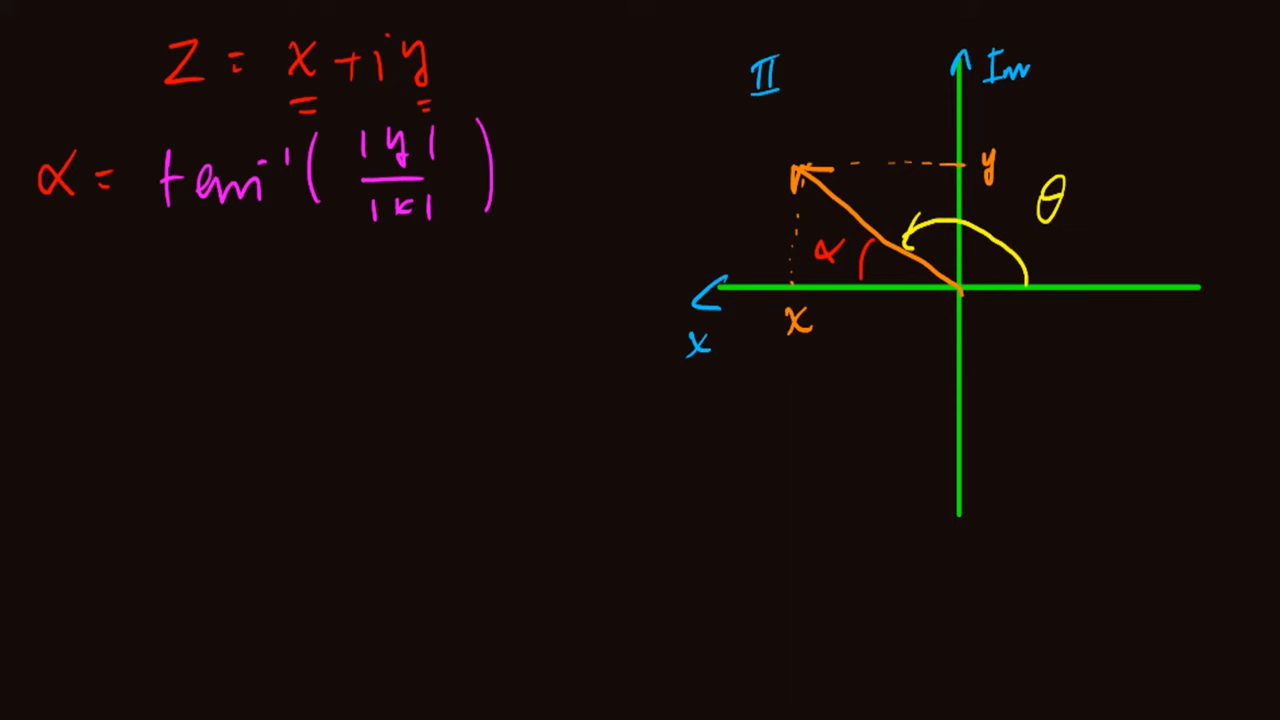 z = x + iy
α = tan⁻¹ ( |y| / |x| )
II
Im
y
θ
α
x
x